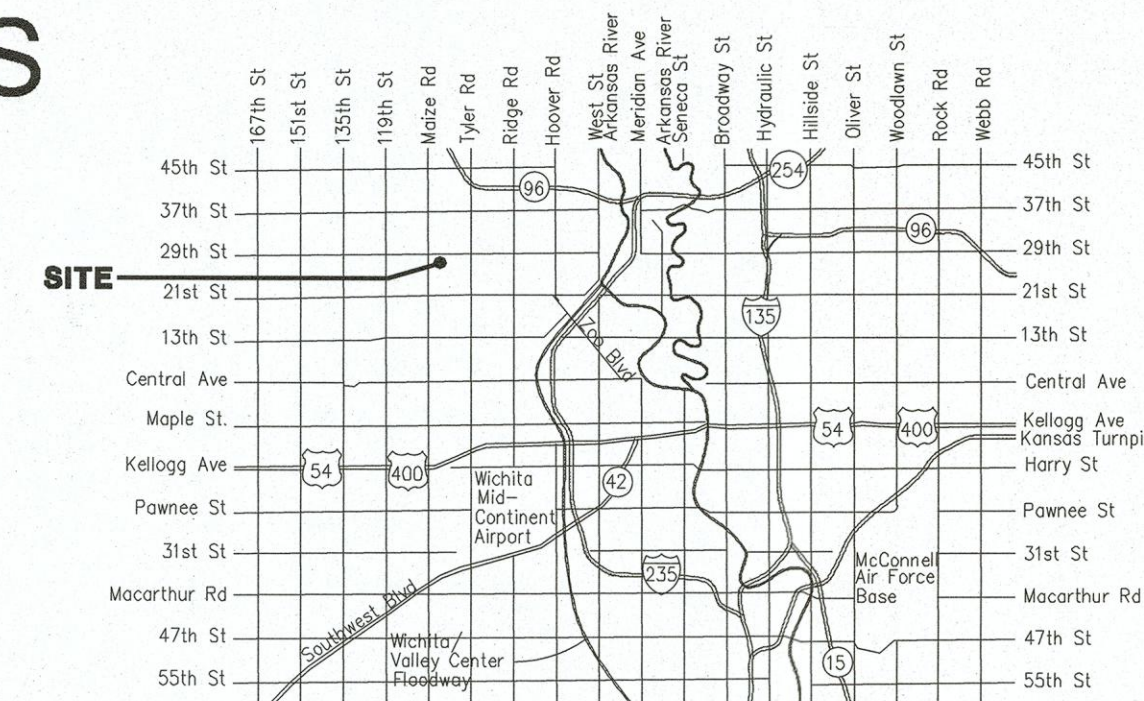 S
167th St
151st St
135th St
119th St
Maize Rd
Tyler Rd
Ridge Rd
Hoover Rd
West St
Arkansas River
Meridian Ave
Arkansas River
Seneca St
Broadway St
Hydraulic St
Hillside St
Oliver St
Woodlawn St
Rock Rd
Webb Rd
45th St
254
45th St
96
37th St
37th St
96
29th St
29th St
SITE
21st St
21st St
135
13th St
Zoo Blvd
13th St
Central Ave
Central Ave
Maple St.
54
400
Kellogg Ave
Kansas Turnpi
Kellogg Ave
54
400
Harry St
Wichita
Mid-
Continent
Airport
42
Pawnee St
Pawnee St
31st St
31st St
McConnell
Air Force
Base
235
Macarthur Rd
Macarthur Rd
Southwest Blvd
47th St
Wichita/
Valley Center
Floodway
47th St
15
55th St
55th St